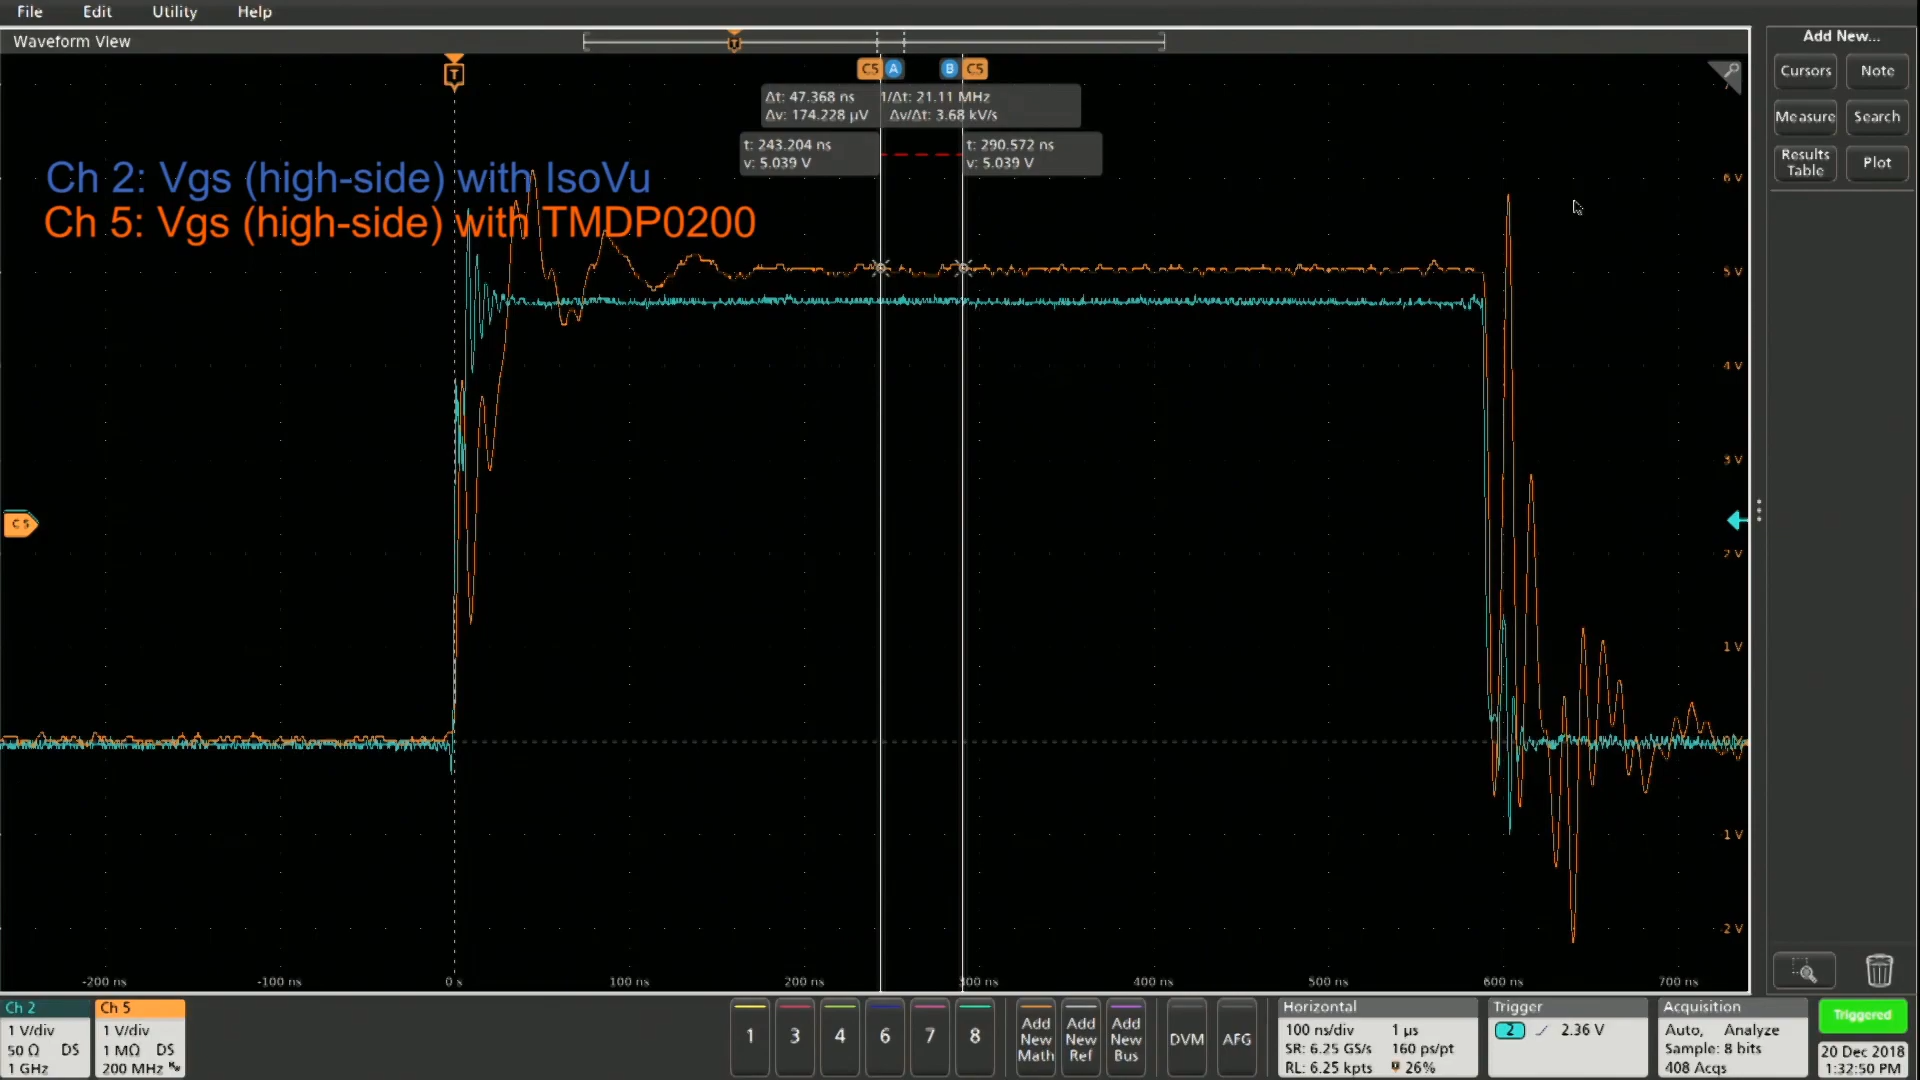 File Edit Utility Help
Waveform View
Add New...
Cursors Note
Measure Search
Results Table Plot
T
T
C5 A B C5
Δt: 47.368 ns 1/Δt: 21.11 MHz
Δv: 174.228 µV Δv/Δt: 3.68 kV/s
t: 243.204 ns t: 290.572 ns
v: 5.039 V v: 5.039 V
Ch 2: Vgs (high-side) with IsoVu
Ch 5: Vgs (high-side) with TMDP0200
6 V
5 V
4 V
3 V
C 5
2 V
1 V
1 V
-2 V
-200 ns -100 ns 0 s 100 ns 200 ns 300 ns 400 ns 500 ns 600 ns 700 ns
Ch 2
1 V/div
50 Ω DS
1 GHz
Ch 5
1 V/div
1 MΩ DS
200 MHz
1 3 4 6 7 8
Add New Math
Add New Ref
Add New Bus
DVM AFG
Horizontal
100 ns/div 1 µs
SR: 6.25 GS/s 160 ps/pt
RL: 6.25 kpts 26%
Trigger
2 2.36 V
Acquisition
Auto, Analyze
Sample: 8 bits
408 Acqs
Triggered
20 Dec 2018
1:32:50 PM